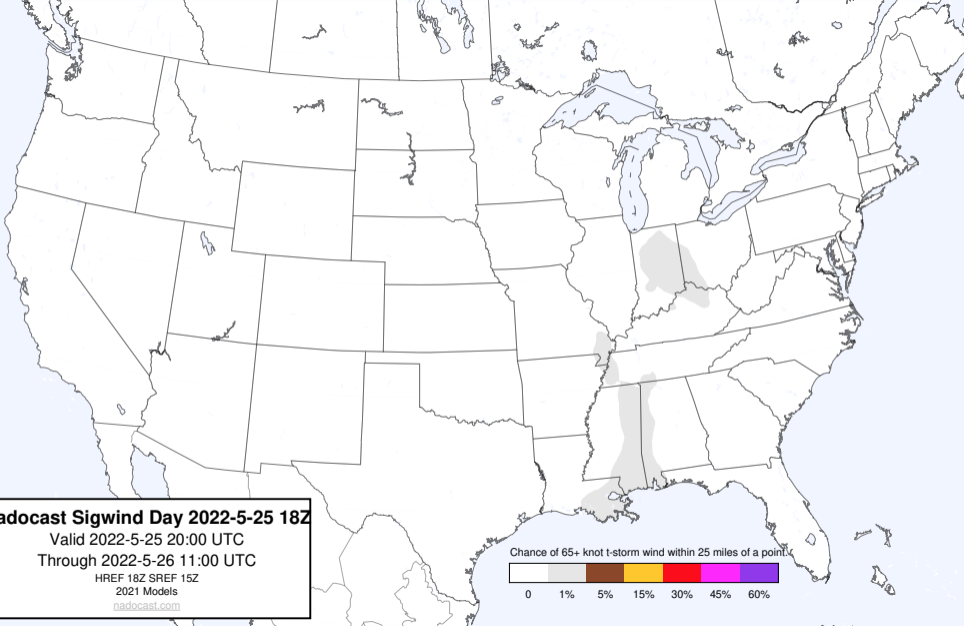 adocast Sigwind Day 2022-5-25 18Z
Valid 2022-5-25 20:00 UTC
Through 2022-5-26 11:00 UTC
HREF 18Z SREF 15Z
2021 Models
nadocast.com
Chance of 65+ knot t-storm wind within 25 miles of a point.
0 1% 5% 15% 30% 45% 60%